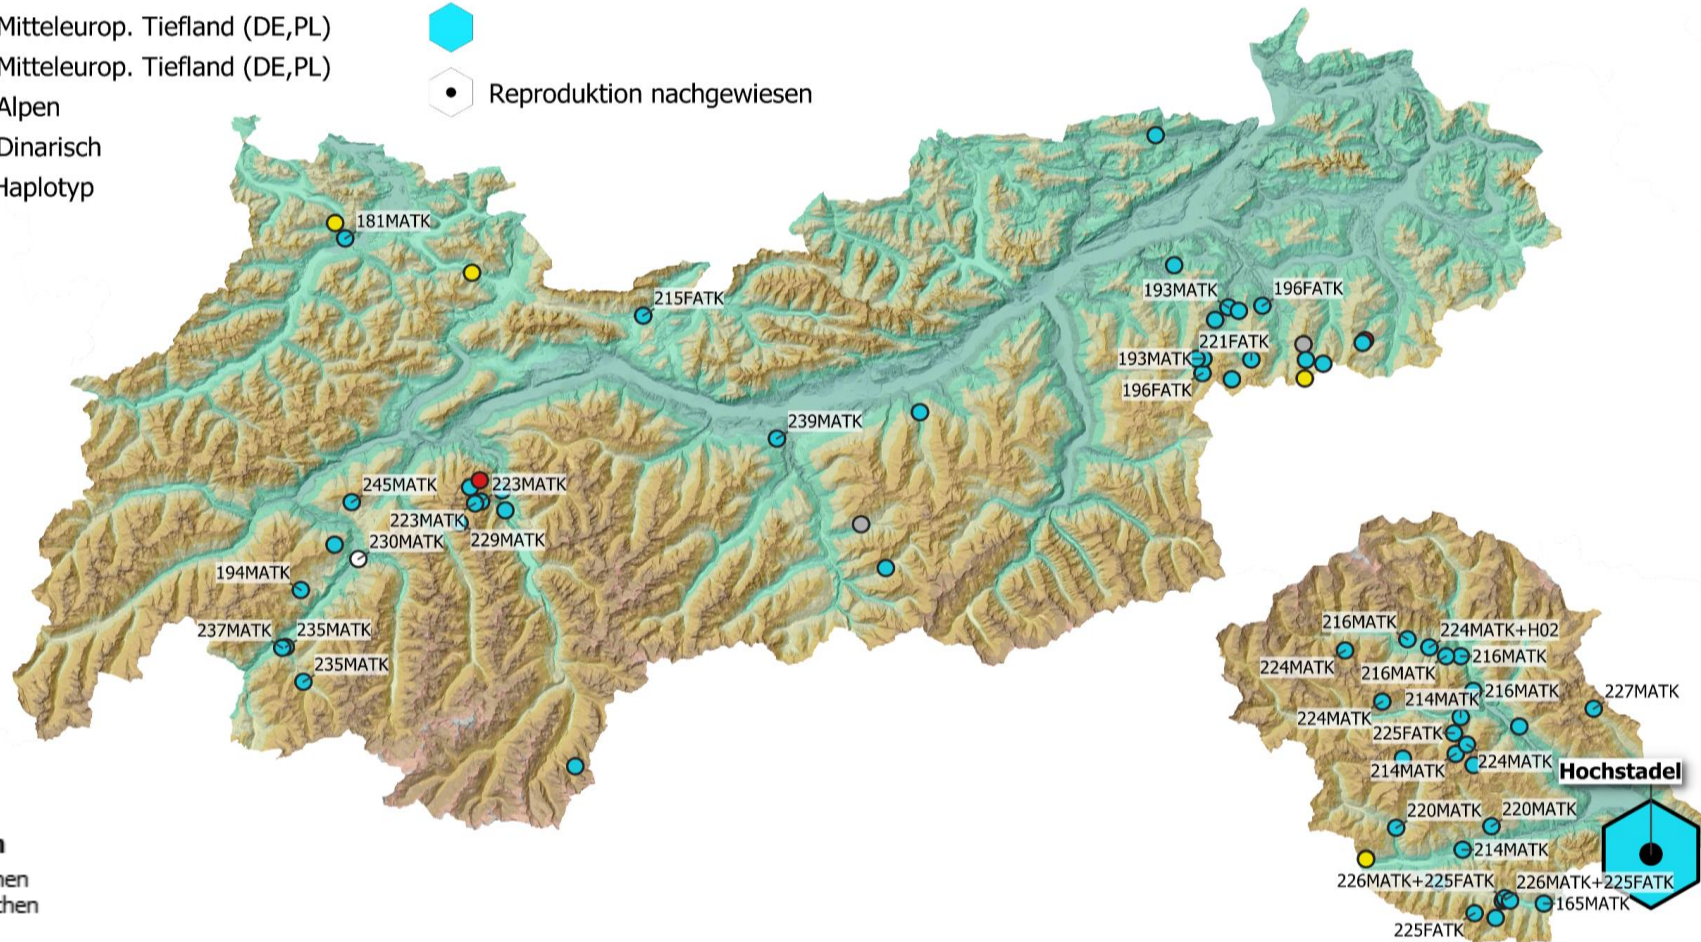 Mitteleurop. Tiefland (DE,PL)
Mitteleurop. Tiefland (DE,PL)
Alpen
Dinarisch
Haplotyp
Reproduktion nachgewiesen
181MATK
215FATK
193MATK
196FATK
221FATK
193MATK
196FATK
239MATK
245MATK
223MATK
223MATK
229MATK
230MATK
194MATK
237MATK
235MATK
235MATK
216MATK
224MATK+H02
224MATK
216MATK
216MATK
214MATK
216MATK
227MATK
224MATK
225FATK
214MATK
224MATK
Hochstadel
220MATK
220MATK
214MATK
226MATK+225FATK
226MATK+225FATK
165MATK
225FATK